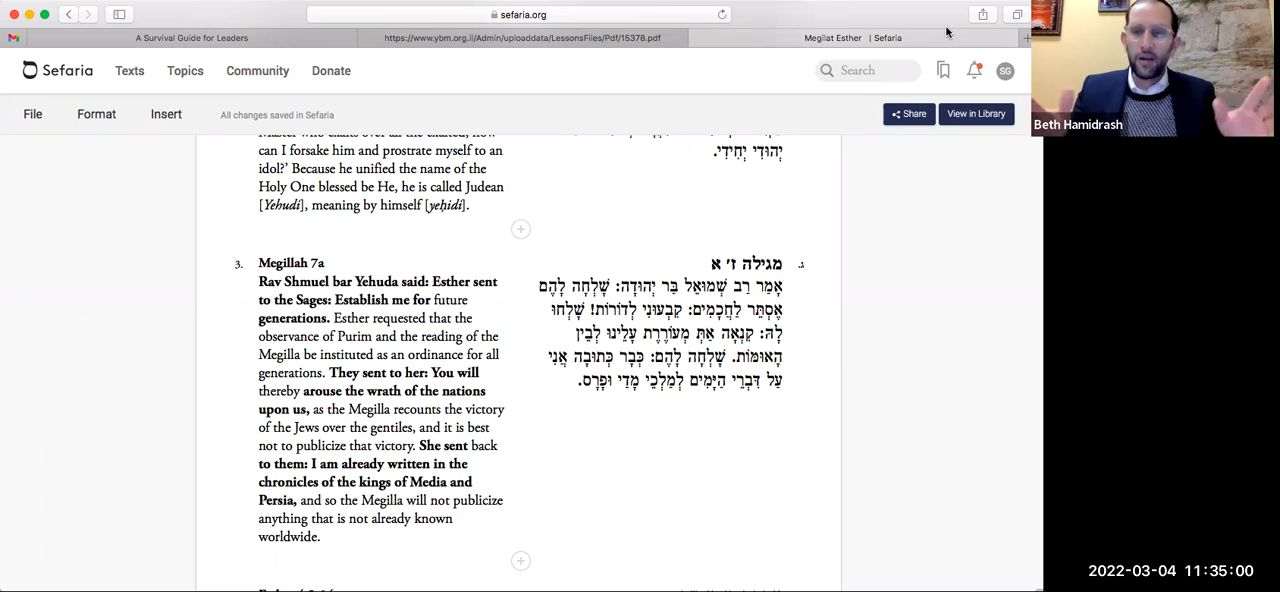 sefaria.org
A Survival Guide for Leaders
https://www.ybm.org.il/Admin/uploaddata/LessonsFiles/Pdf/15378.pdf
Megilat Esther | Sefaria
Sefaria
Texts
Topics
Community
Donate
Search
SG
File
Format
Insert
All changes saved in Sefaria
Share
View in Library
Beth Hamidrash
can I forsake him and prostrate myself to an
idol?’ Because he unified the name of the
Holy One blessed be He, he is called Judean
[Yehudi], meaning by himself [yeḥidi].
יְהוּדִי יְחִידִי.
3.
Megillah 7a
Rav Shmuel bar Yehuda said: Esther sent
to the Sages: Establish me for future
generations. Esther requested that the
observance of Purim and the reading of the
Megilla be instituted as an ordinance for all
generations. They sent to her: You will
thereby arouse the wrath of the nations
upon us, as the Megilla recounts the victory
of the Jews over the gentiles, and it is best
not to publicize that victory. She sent back
to them: I am already written in the
chronicles of the kings of Media and
Persia, and so the Megilla will not publicize
anything that is not already known
worldwide.
ג.
מגילה ז׳ א
אָמַר רַב שְׁמוּאֵל בַּר יְהוּדָה: שָׁלְחָה לָהֶם
אֶסְתֵּר לַחֲכָמִים: קִבְעוּנִי לְדוֹרוֹת! שָׁלְחוּ
לָהּ: קִנְאָה אַתְּ מְעוֹרֶרֶת עָלֵינוּ לְבֵין
הָאוּמּוֹת. שָׁלְחָה לָהֶם: כְּבָר כְּתוּבָה אֲנִי
עַל דִּבְרֵי הַיָּמִים לְמַלְכֵי מָדַי וּפָרָס.
2022-03-04 11:35:00